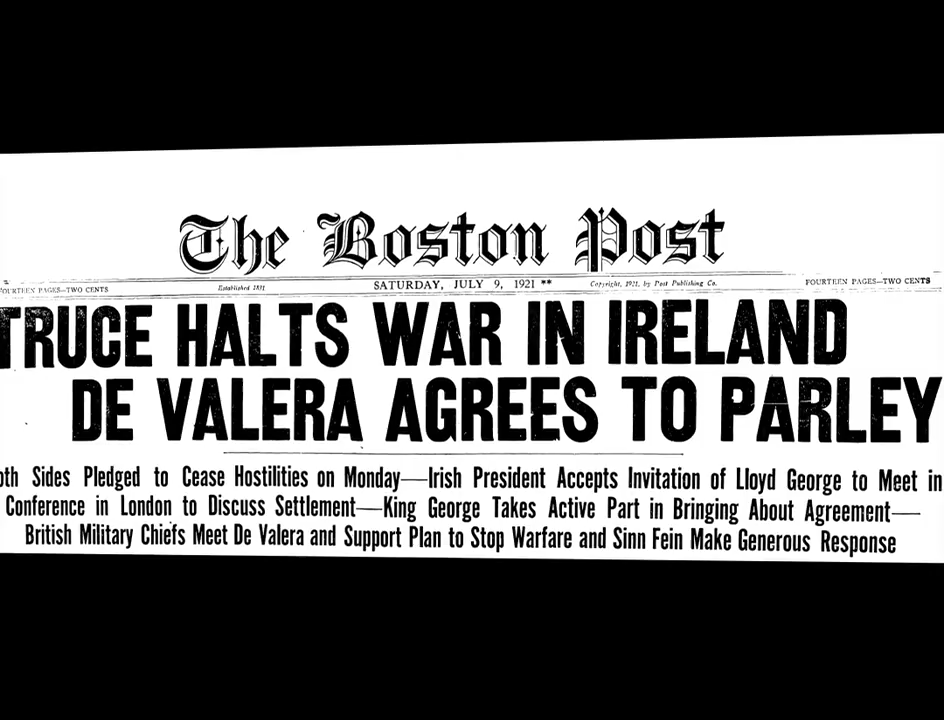 The Boston Post
FOURTEEN PAGES—TWO CENTS Established 1831 SATURDAY, JULY 9, 1921 ** Copyright, 1921, by Post Publishing Co. FOURTEEN PAGES—TWO CENTS
TRUCE HALTS WAR IN IRELAND
DE VALERA AGREES TO PARLEY
oth Sides Pledged to Cease Hostilities on Monday—Irish President Accepts Invitation of Lloyd George to Meet in
Conference in London to Discuss Settlement—King George Takes Active Part in Bringing About Agreement—
British Military Chiefs Meet De Valera and Support Plan to Stop Warfare and Sinn Fein Make Generous Response